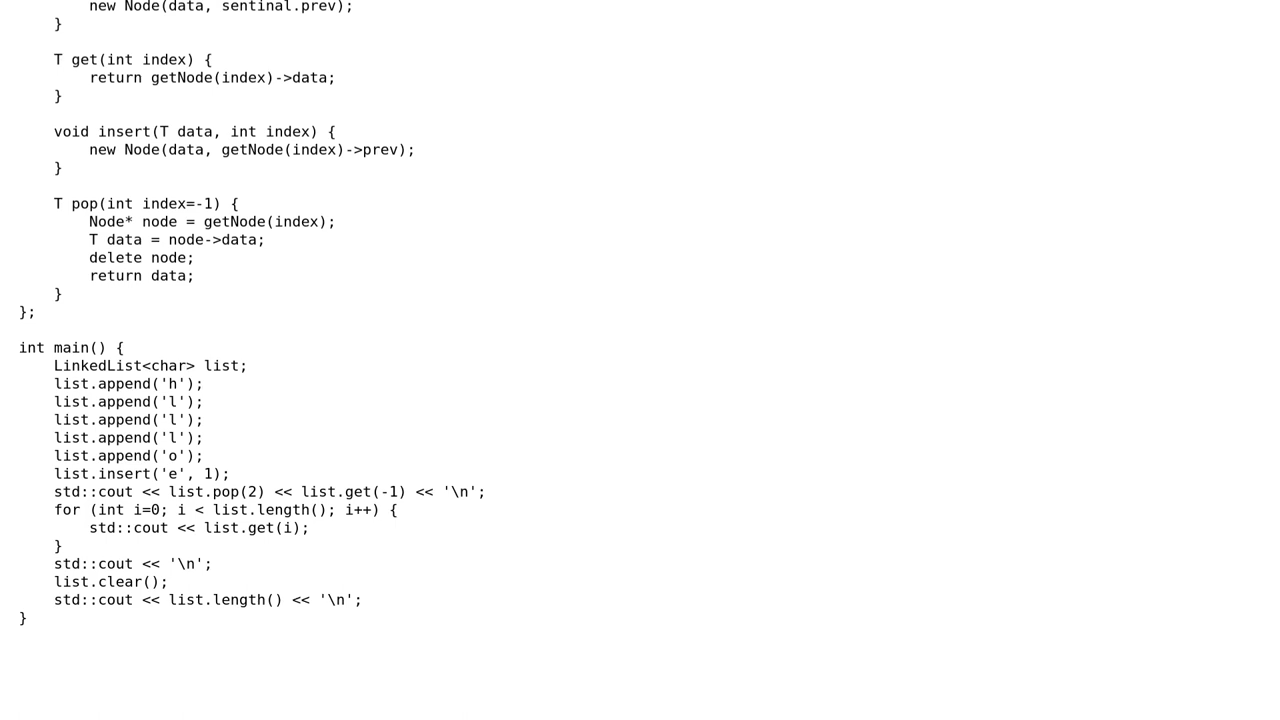 new Node(data, sentinal.prev);
    }

    T get(int index) {
        return getNode(index)->data;
    }

    void insert(T data, int index) {
        new Node(data, getNode(index)->prev);
    }

    T pop(int index=-1) {
        Node* node = getNode(index);
        T data = node->data;
        delete node;
        return data;
    }
};

int main() {
    LinkedList<char> list;
    list.append('h');
    list.append('l');
    list.append('l');
    list.append('l');
    list.append('o');
    list.insert('e', 1);
    std::cout << list.pop(2) << list.get(-1) << '\n';
    for (int i=0; i < list.length(); i++) {
        std::cout << list.get(i);
    }
    std::cout << '\n';
    list.clear();
    std::cout << list.length() << '\n';
}